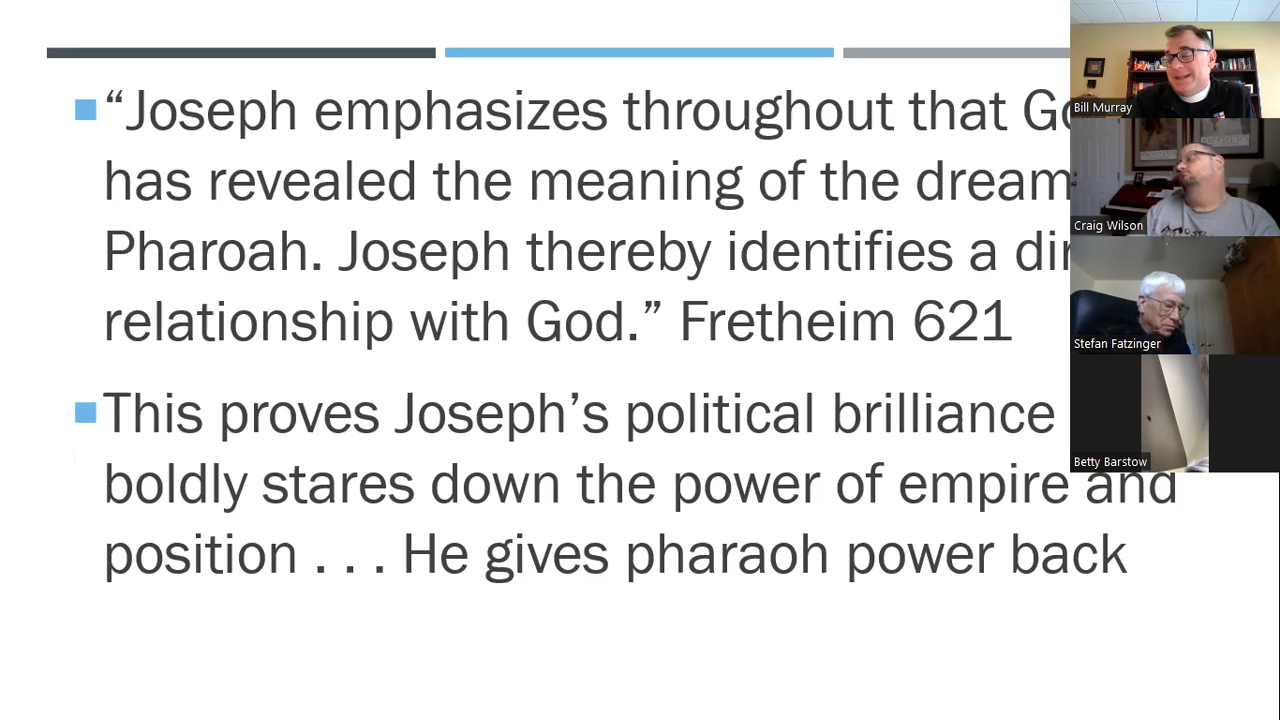 “Joseph emphasizes throughout that
has revealed the meaning of the dream
Pharoah. Joseph thereby identifies a
relationship with God.” Fretheim 621
This proves Joseph’s political brilliance
boldly stares down the power of empire and
position . . . He gives pharaoh power back
Bill Murray
Craig Wilson
Stefan Fatzinger
Betty Barstow